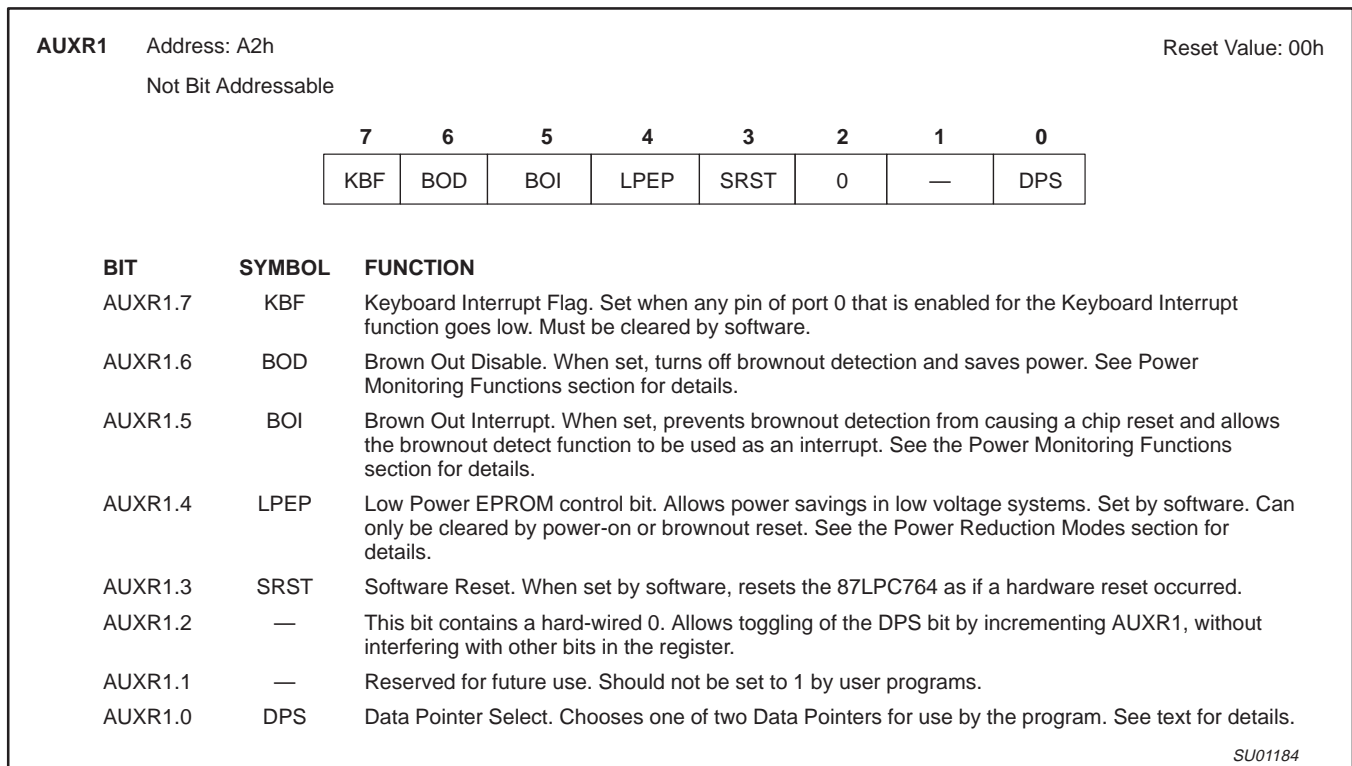 AUXR1 Address: A2h Reset Value: 00h
Not Bit Addressable
7 6 5 4 3 2 1 0
KBF BOD BOI LPEP SRST 0 — DPS
BIT SYMBOL FUNCTION
AUXR1.7 KBF Keyboard Interrupt Flag. Set when any pin of port 0 that is enabled for the Keyboard Interrupt
function goes low. Must be cleared by software.
AUXR1.6 BOD Brown Out Disable. When set, turns off brownout detection and saves power. See Power
Monitoring Functions section for details.
AUXR1.5 BOI Brown Out Interrupt. When set, prevents brownout detection from causing a chip reset and allows
the brownout detect function to be used as an interrupt. See the Power Monitoring Functions
section for details.
AUXR1.4 LPEP Low Power EPROM control bit. Allows power savings in low voltage systems. Set by software. Can
only be cleared by power-on or brownout reset. See the Power Reduction Modes section for
details.
AUXR1.3 SRST Software Reset. When set by software, resets the 87LPC764 as if a hardware reset occurred.
AUXR1.2 — This bit contains a hard-wired 0. Allows toggling of the DPS bit by incrementing AUXR1, without
interfering with other bits in the register.
AUXR1.1 — Reserved for future use. Should not be set to 1 by user programs.
AUXR1.0 DPS Data Pointer Select. Chooses one of two Data Pointers for use by the program. See text for details.
SU01184